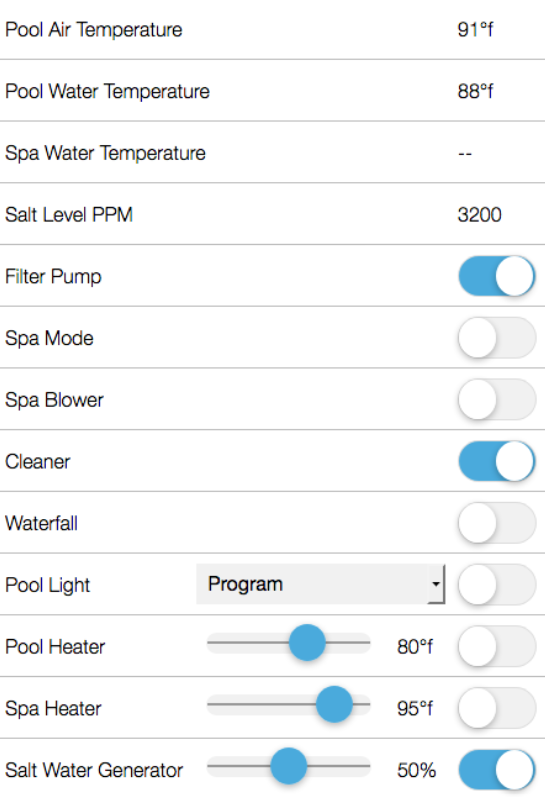 Pool Air Temperature 91°f
Pool Water Temperature 88°f
Spa Water Temperature --
Salt Level PPM 3200
Filter Pump
Spa Mode
Spa Blower
Cleaner
Waterfall
Pool Light Program
Pool Heater 80°f
Spa Heater 95°f
Salt Water Generator 50%